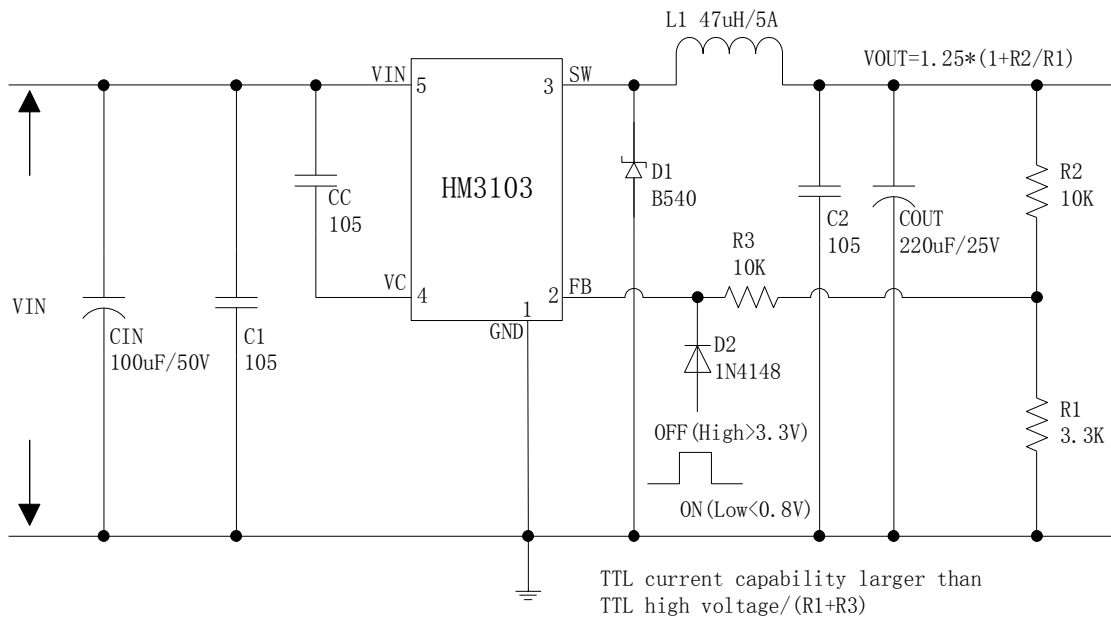 L1 47uH/5A
VOUT=1.25*(1+R2/R1)
VIN
5
3
SW
HM3103
CC
105
D1
B540
C2
105
COUT
220uF/25V
R2
10K
R3
10K
VC
4
2
FB
1
GND
VIN
CIN
100uF/50V
C1
105
D2
1N4148
R1
3.3K
OFF(High>3.3V)
ON(Low<0.8V)
TTL current capability larger than
TTL high voltage/(R1+R3)